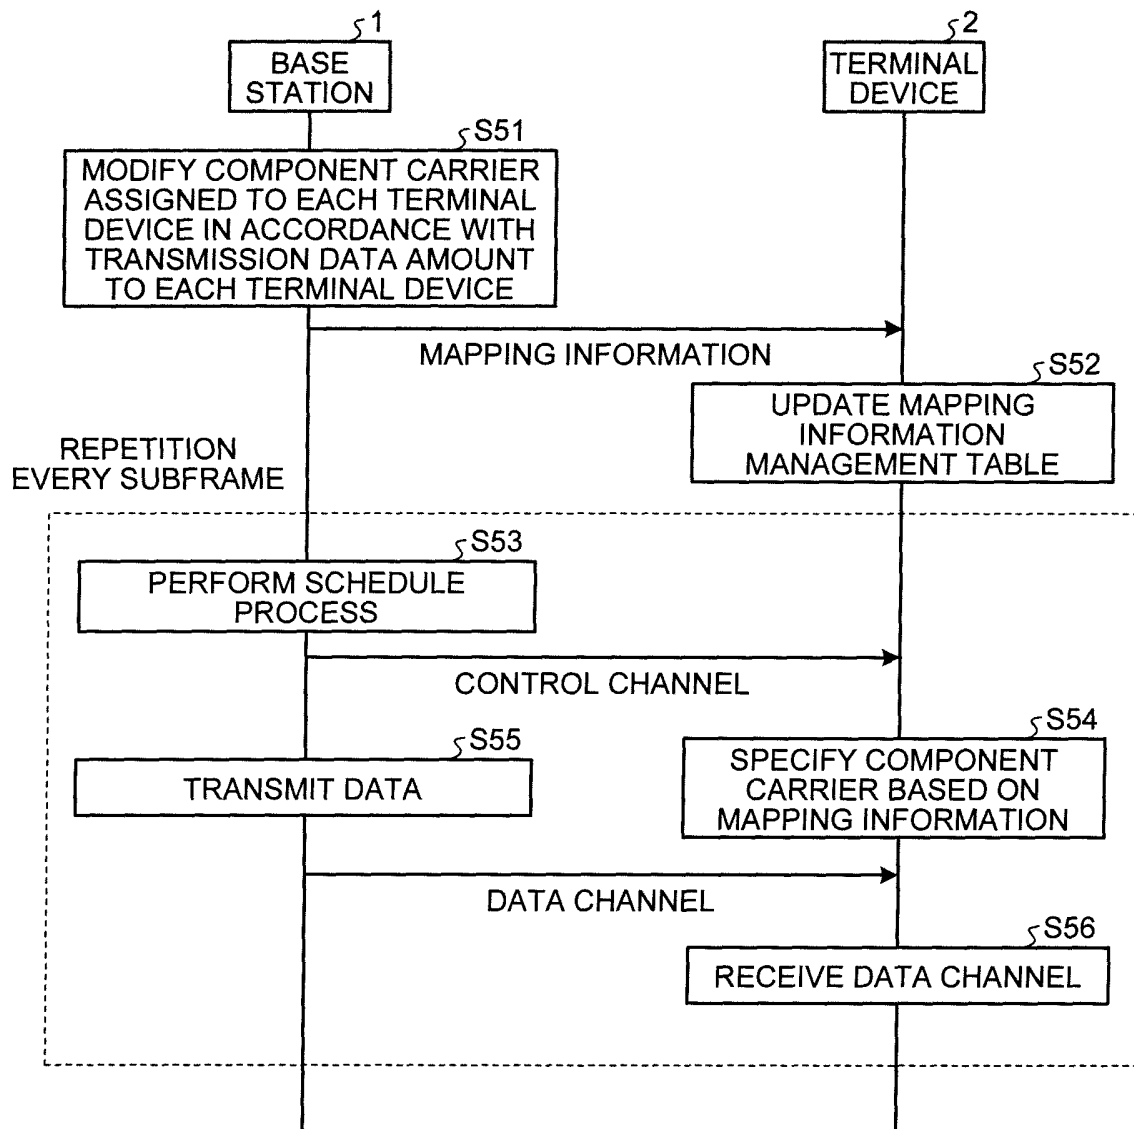 1
BASE
STATION
2
TERMINAL
DEVICE
S51
MODIFY COMPONENT CARRIER
ASSIGNED TO EACH TERMINAL
DEVICE IN ACCORDANCE WITH
TRANSMISSION DATA AMOUNT
TO EACH TERMINAL DEVICE
MAPPING INFORMATION
S52
UPDATE MAPPING
INFORMATION
MANAGEMENT TABLE
REPETITION
EVERY SUBFRAME
S53
PERFORM SCHEDULE
PROCESS
CONTROL CHANNEL
S54
SPECIFY COMPONENT
CARRIER BASED ON
MAPPING INFORMATION
S55
TRANSMIT DATA
DATA CHANNEL
S56
RECEIVE DATA CHANNEL